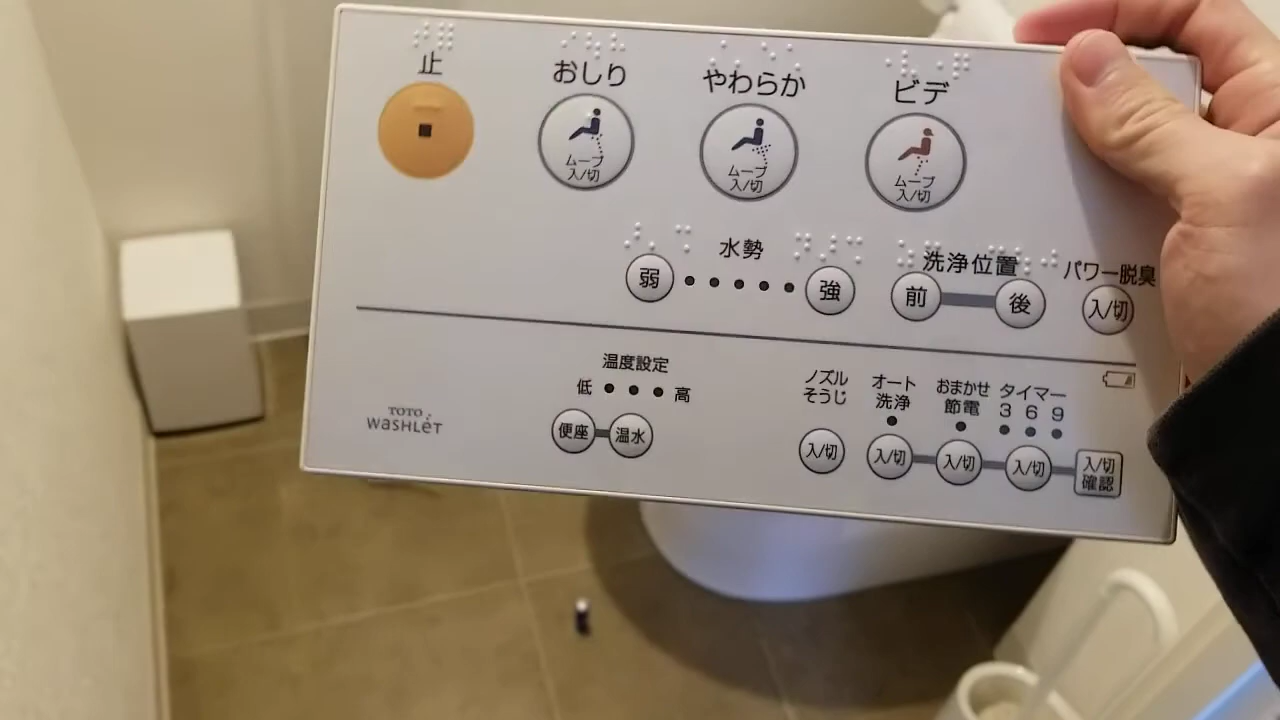 止
おしり
やわらか
ビデ
ムーブ
入/切
ムーブ
入/切
ムーブ
入/切
水勢
弱
強
洗浄位置
前
後
パワー脱臭
入/切
温度設定
低
高
便座
温水
TOTO
WASHLET
ノズル
そうじ
入/切
オート
洗浄
入/切
おまかせ
節電
入/切
タイマー
3 6 9
入/切
入/切
確認